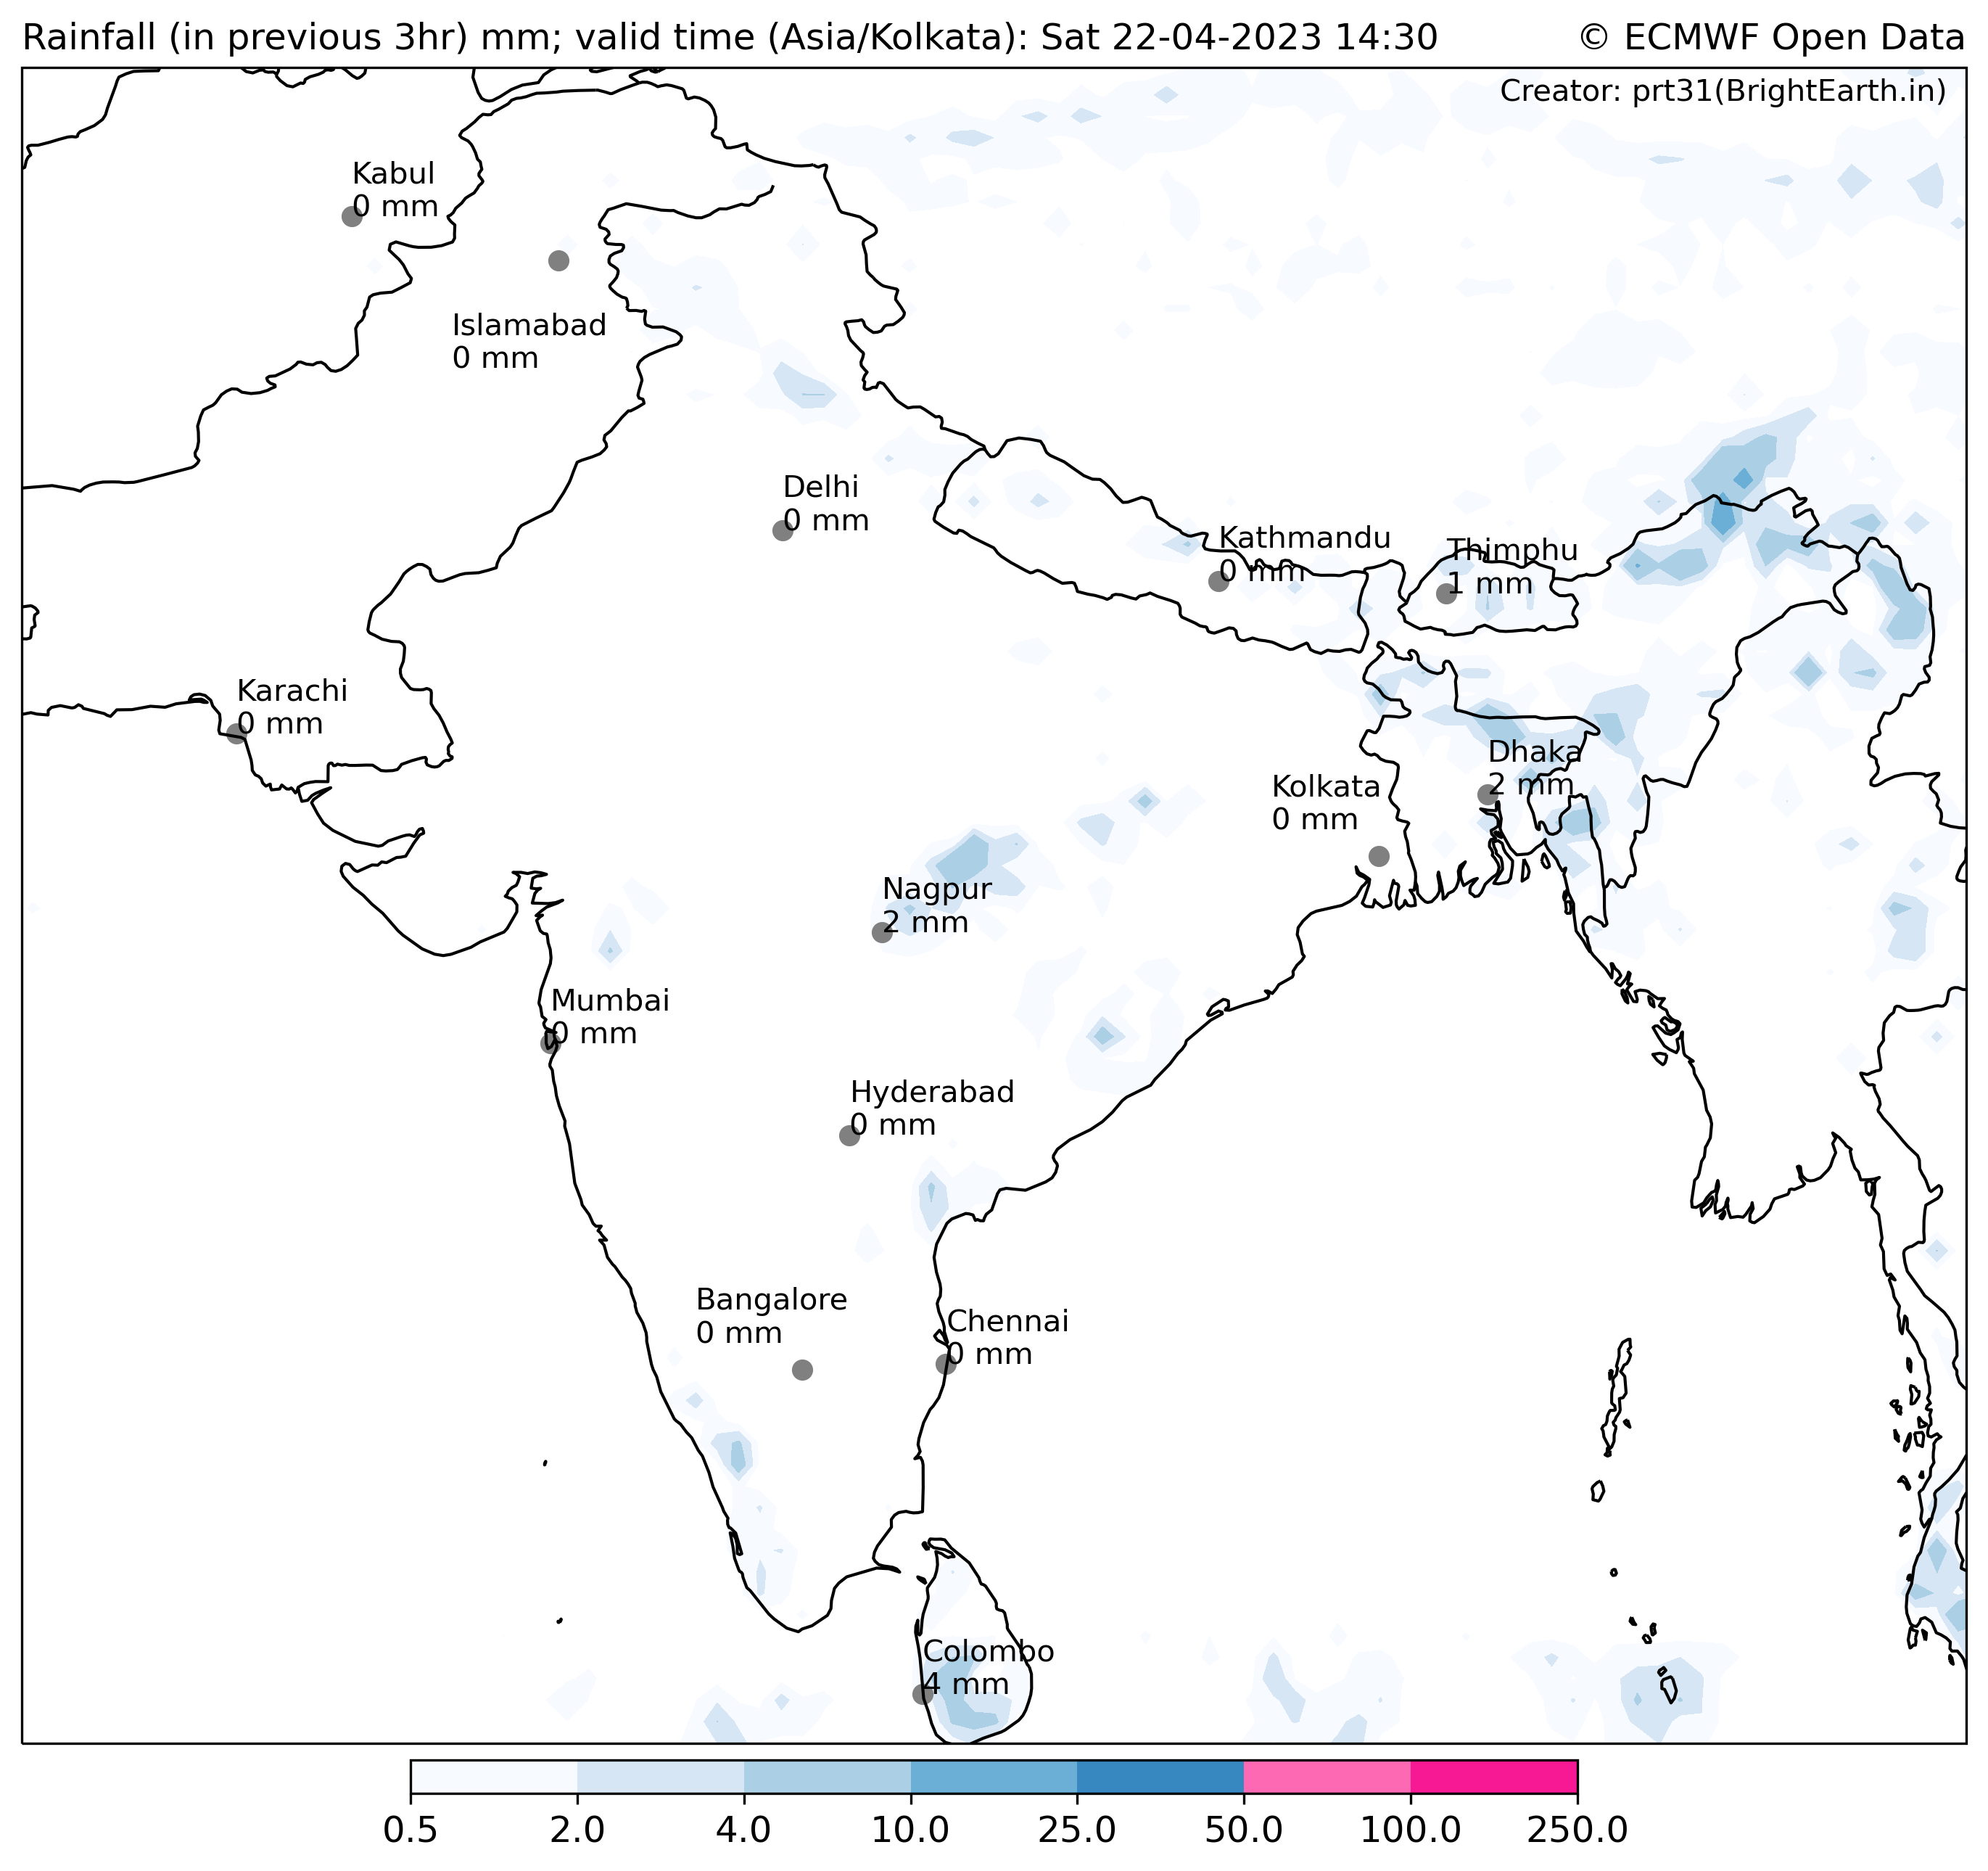 Rainfall (in previous 3hr) mm; valid time (Asia/Kolkata): Sat 22-04-2023 14:30
© ECMWF Open Data
Creator: prt31(BrightEarth.in)
Kabul
0 mm
Islamabad
0 mm
Delhi
0 mm
Kathmandu
0 mm
Thimphu
1 mm
Karachi
0 mm
Dhaka
2 mm
Kolkata
0 mm
Nagpur
2 mm
Mumbai
0 mm
Hyderabad
0 mm
Bangalore
0 mm
Chennai
0 mm
Colombo
4 mm
0.5 2.0 4.0 10.0 25.0 50.0 100.0 250.0